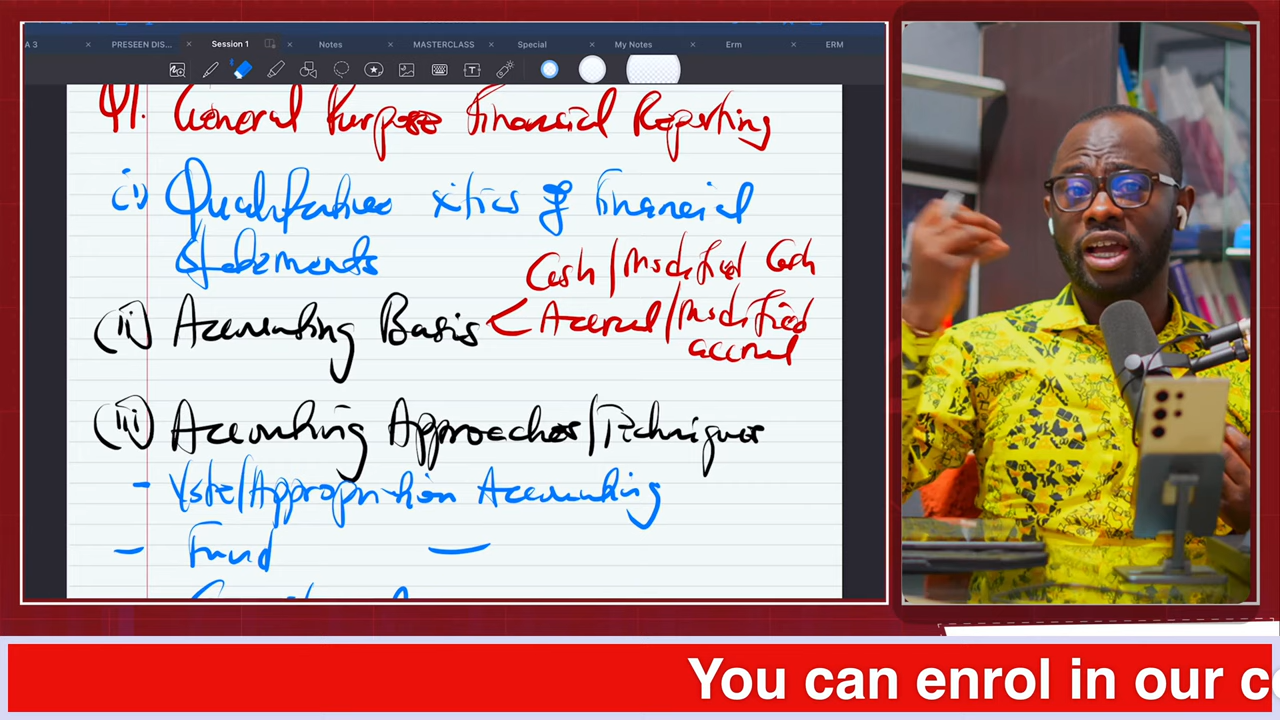 A 3
PRESEEN DIS...
Session 1
Notes
MASTERCLASS
Special
My Notes
Erm
ERM
Q1. General Purpose Financial Reporting
(i) Qualitative xitics of Financial
Statements
Cash/Modified Cash
(ii) Accounting Basis < Accrual/Modified
accrual
(iii) Accounting Approaches/Techniques
- Vote/Appropriation Accounting
- Fund —
You can enrol in our c